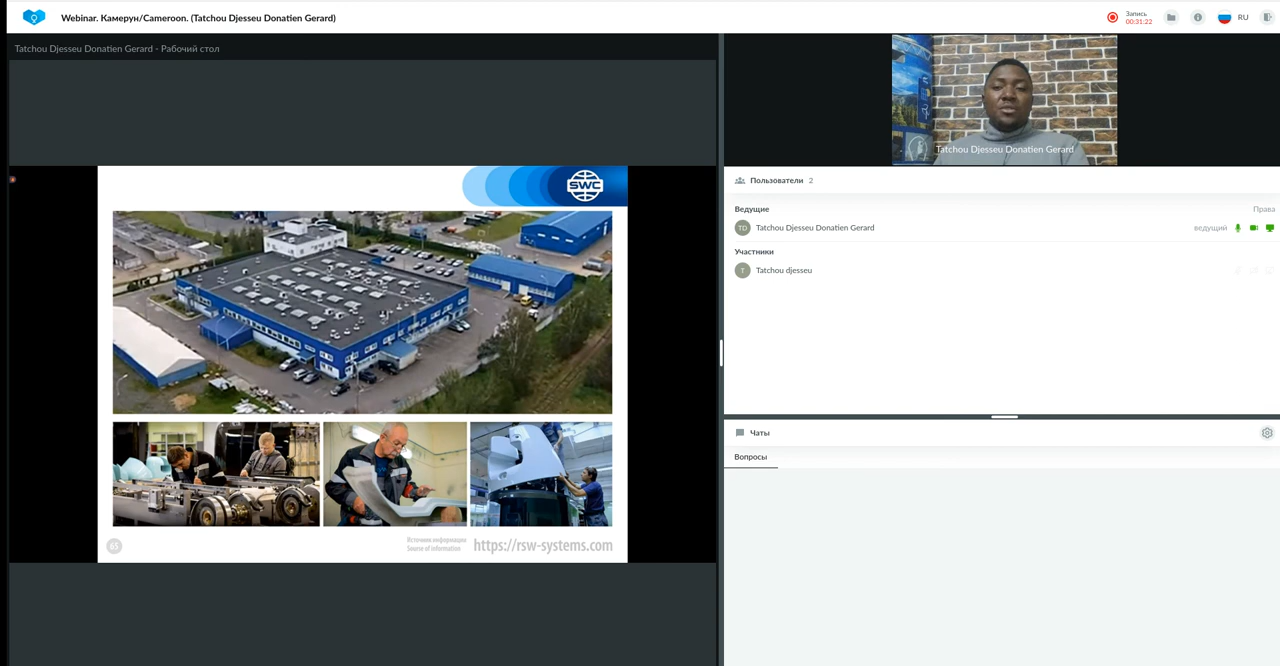 Webinar. Камерун/Cameroon. (Tatchou Djesseu Donatien Gerard)
Запись
00:31:22
RU
Tatchou Djesseu Donatien Gerard - Рабочий стол
SWC
65
Источник информации
Source of information
https://rsw-systems.com
Tatchou Djesseu Donatien Gerard
Пользователи 2
Ведущие Права
TD Tatchou Djesseu Donatien Gerard ведущий
Участники
T Tatchou djesseu
Чаты
Вопросы